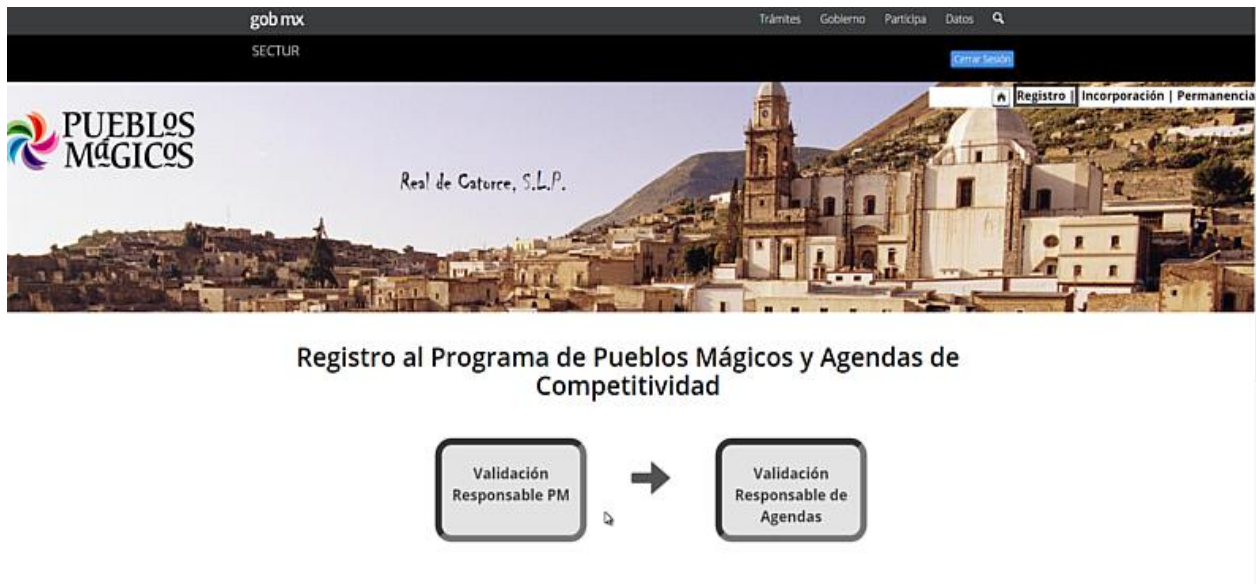 gob mx
Trámites Gobierno Participa Datos
SECTUR
Cerrar Sesión
Registro | Incorporación | Permanencia
PUEBLOS
MáGICOS
Real de Catorce, S.L.P.
Registro al Programa de Pueblos Mágicos y Agendas de
Competitividad
Validación
Responsable PM
Validación
Responsable de
Agendas